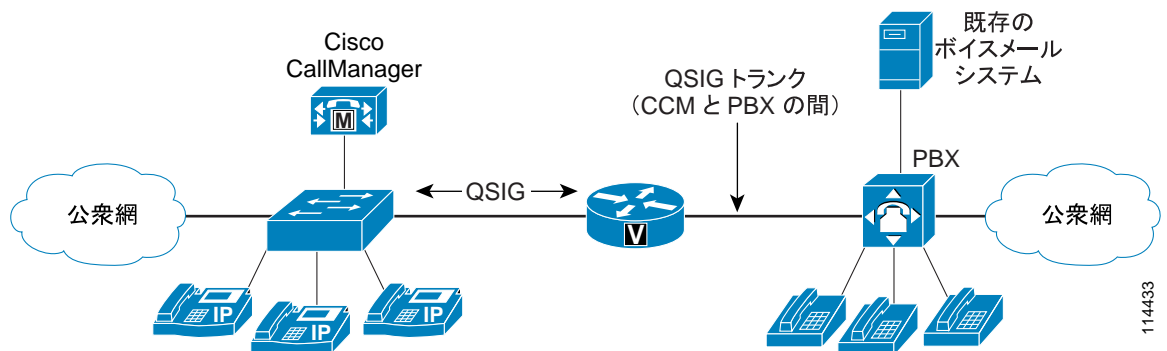 Cisco
CallManager
M
QSIG トランク
（CCM と PBX の間）
既存の
ボイスメール
システム
PBX
公衆網
QSIG
V
公衆網
IP
IP
IP
114433